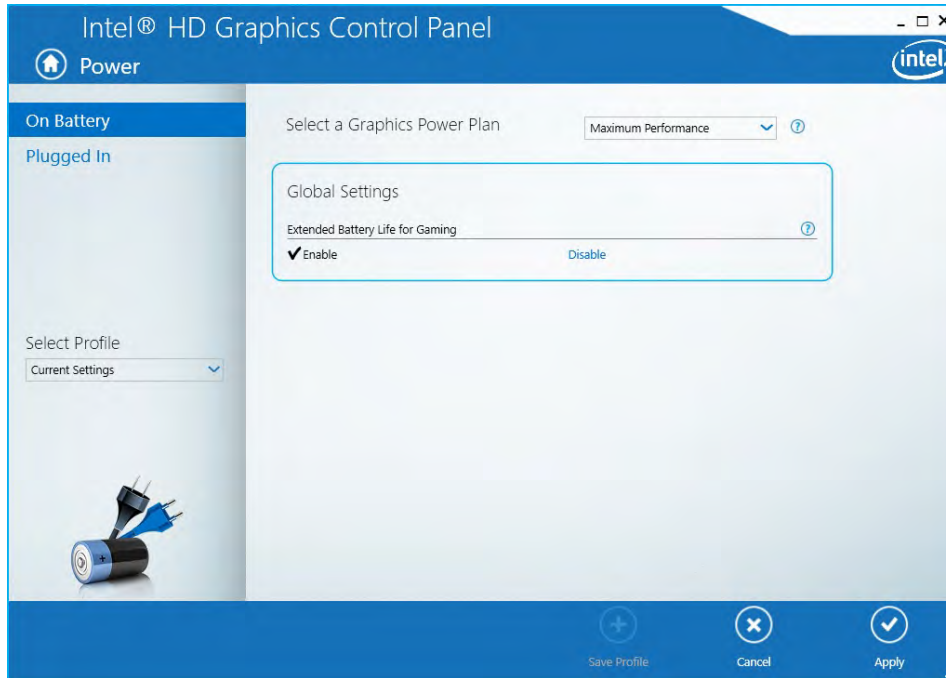 Intel® HD Graphics Control Panel
Power
intel
On Battery
Plugged In
Select a Graphics Power Plan
Maximum Performance
Global Settings
Extended Battery Life for Gaming
Enable
Disable
Select Profile
Current Settings
Save Profile
Cancel
Apply